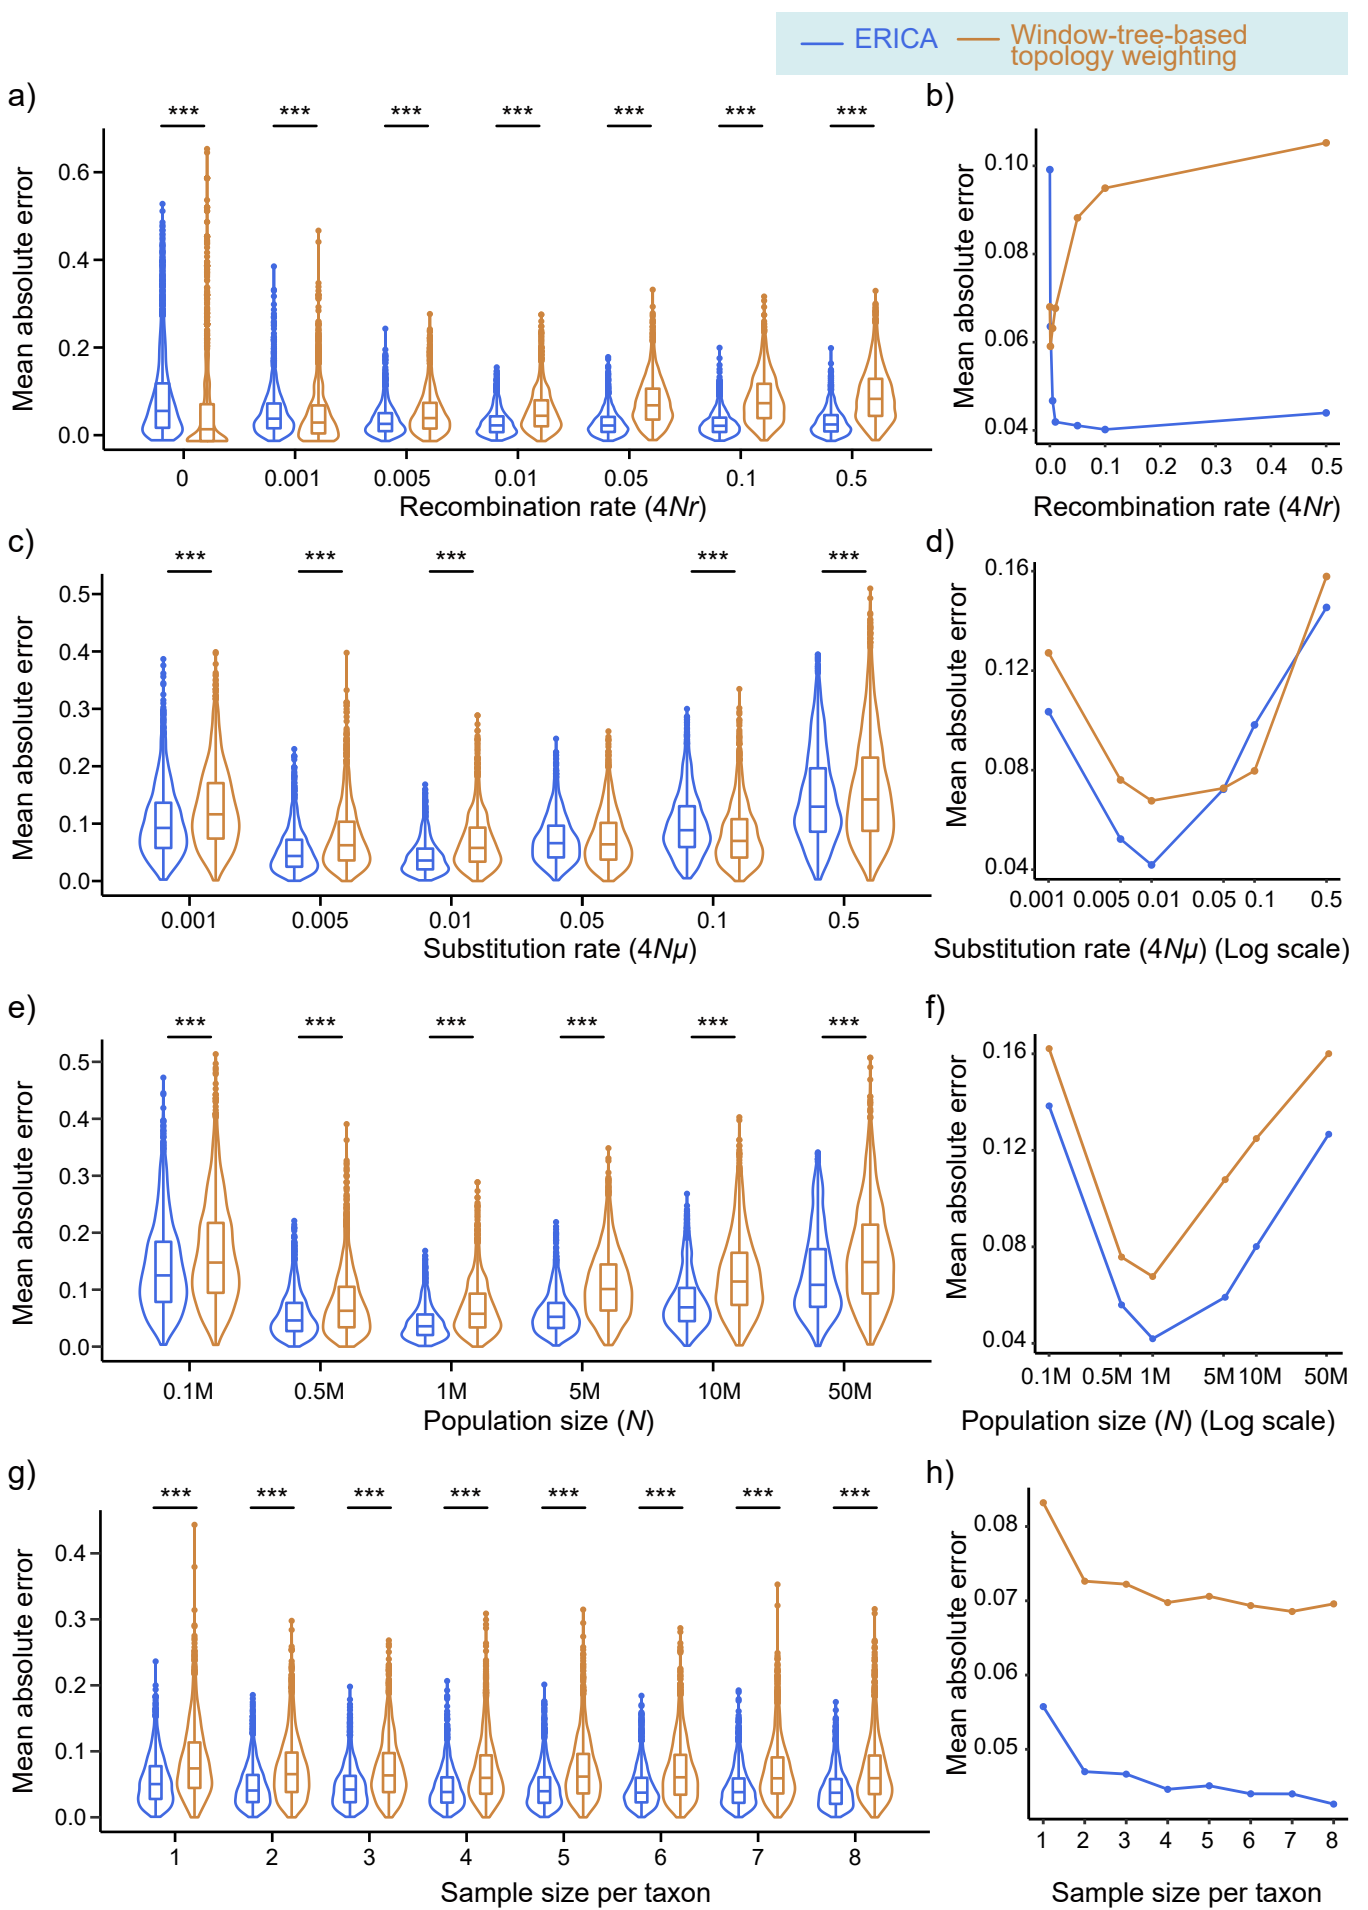 ERICA
Window-tree-based
topology weighting
a)
*** *** *** *** *** *** ***
Mean absolute error
0.6
0.4
0.2
0.0
0 0.001 0.005 0.01 0.05 0.1 0.5
Recombination rate (4Nr)
b)
Mean absolute error
0.10
0.08
0.06
0.04
0.0 0.1 0.2 0.3 0.4 0.5
Recombination rate (4Nr)
c)
*** *** *** *** ***
Mean absolute error
0.5
0.4
0.3
0.2
0.1
0.0
0.001 0.005 0.01 0.05 0.1 0.5
Substitution rate (4Nμ)
d)
Mean absolute error
0.16
0.12
0.08
0.04
0.001 0.005 0.01 0.05 0.1 0.5
Substitution rate (4Nμ) (Log scale)
e)
*** *** *** *** *** ***
Mean absolute error
0.5
0.4
0.3
0.2
0.1
0.0
0.1M 0.5M 1M 5M 10M 50M
Population size (N)
f)
Mean absolute error
0.16
0.12
0.08
0.04
0.1M 0.5M 1M 5M 10M 50M
Population size (N) (Log scale)
g)
*** *** *** *** *** *** *** ***
Mean absolute error
0.4
0.3
0.2
0.1
0.0
1 2 3 4 5 6 7 8
Sample size per taxon
h)
Mean absolute error
0.08
0.07
0.06
0.05
1 2 3 4 5 6 7 8
Sample size per taxon